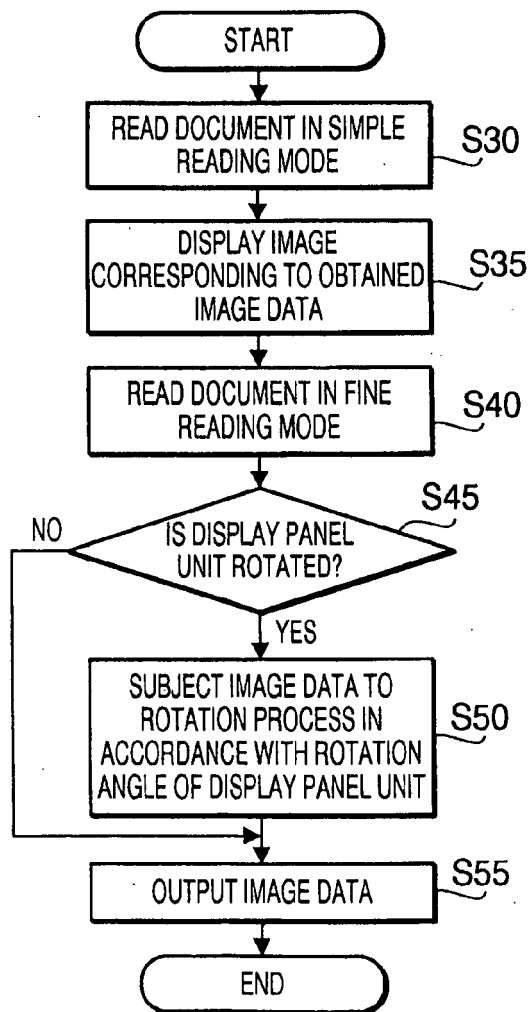 START
READ DOCUMENT IN SIMPLE
READING MODE
S30
DISPLAY IMAGE
CORRESPONDING TO OBTAINED
IMAGE DATA
S35
READ DOCUMENT IN FINE
READING MODE
S40
S45
NO
IS DISPLAY PANEL
UNIT ROTATED?
YES
SUBJECT IMAGE DATA TO
ROTATION PROCESS IN
ACCORDANCE WITH ROTATION
ANGLE OF DISPLAY PANEL UNIT
S50
OUTPUT IMAGE DATA
S55
END